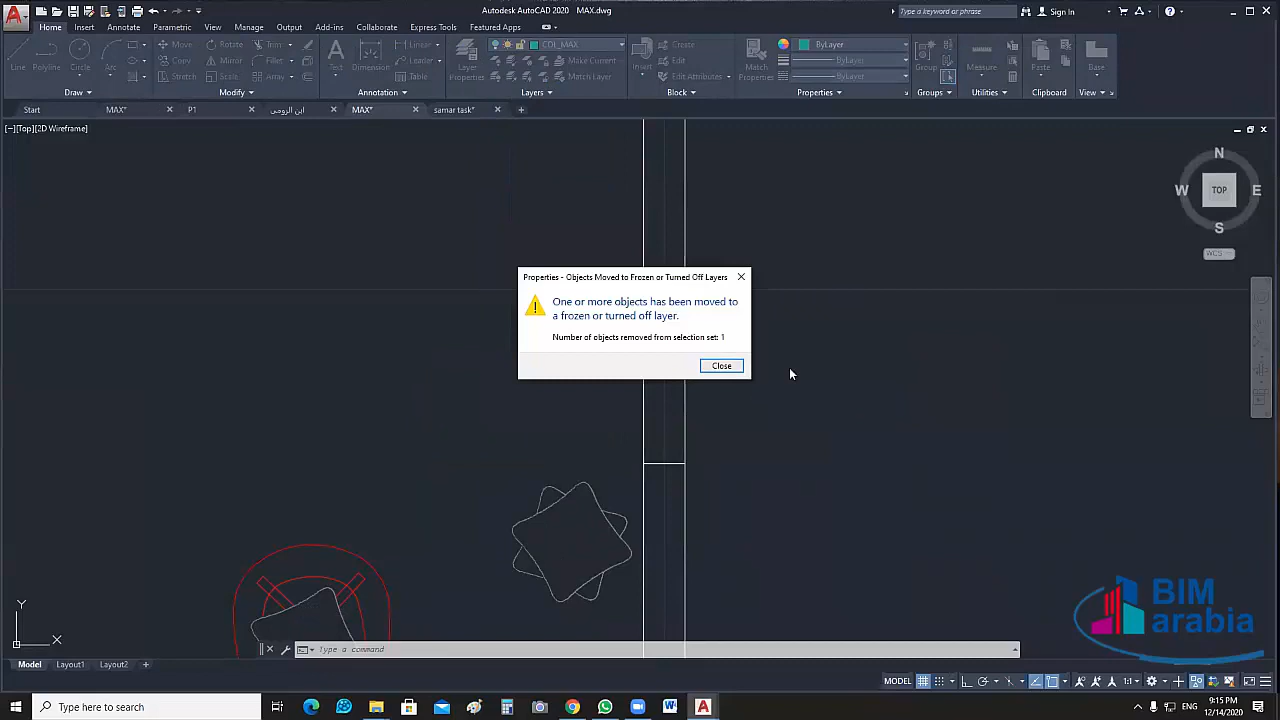 Autodesk AutoCAD 2020 MAX.dwg
Type a keyword or phrase
Sign In
Home Insert Annotate Parametric View Manage Output Add-ins Collaborate Express Tools Featured Apps
Line Polyline Circle Arc
Move Rotate Trim
Copy Mirror Fillet
Stretch Scale Array
Text Dimension
Linear
Leader
Table
Layer Properties
CDL_MAX
Make Current
Match Layer
Insert
Create
Edit
Edit Attributes
Match Properties
ByLayer
ByLayer
ByLayer
Group
Measure
Paste
Base
Draw Modify Annotation Layers Block Properties Groups Utilities Clipboard View
Start MAX* P1 ابن الرومى MAX* samar task*
[−][Top][2D Wireframe]
N
W TOP E
S
WCS
Properties - Objects Moved to Frozen or Turned Off Layers
One or more objects has been moved to
a frozen or turned off layer.
Number of objects removed from selection set: 1
Close
BIM
arabia
Y
X
Type a command
Model Layout1 Layout2
MODEL
1:1
Type here to search
ENG
9:15 PM
12/14/2020